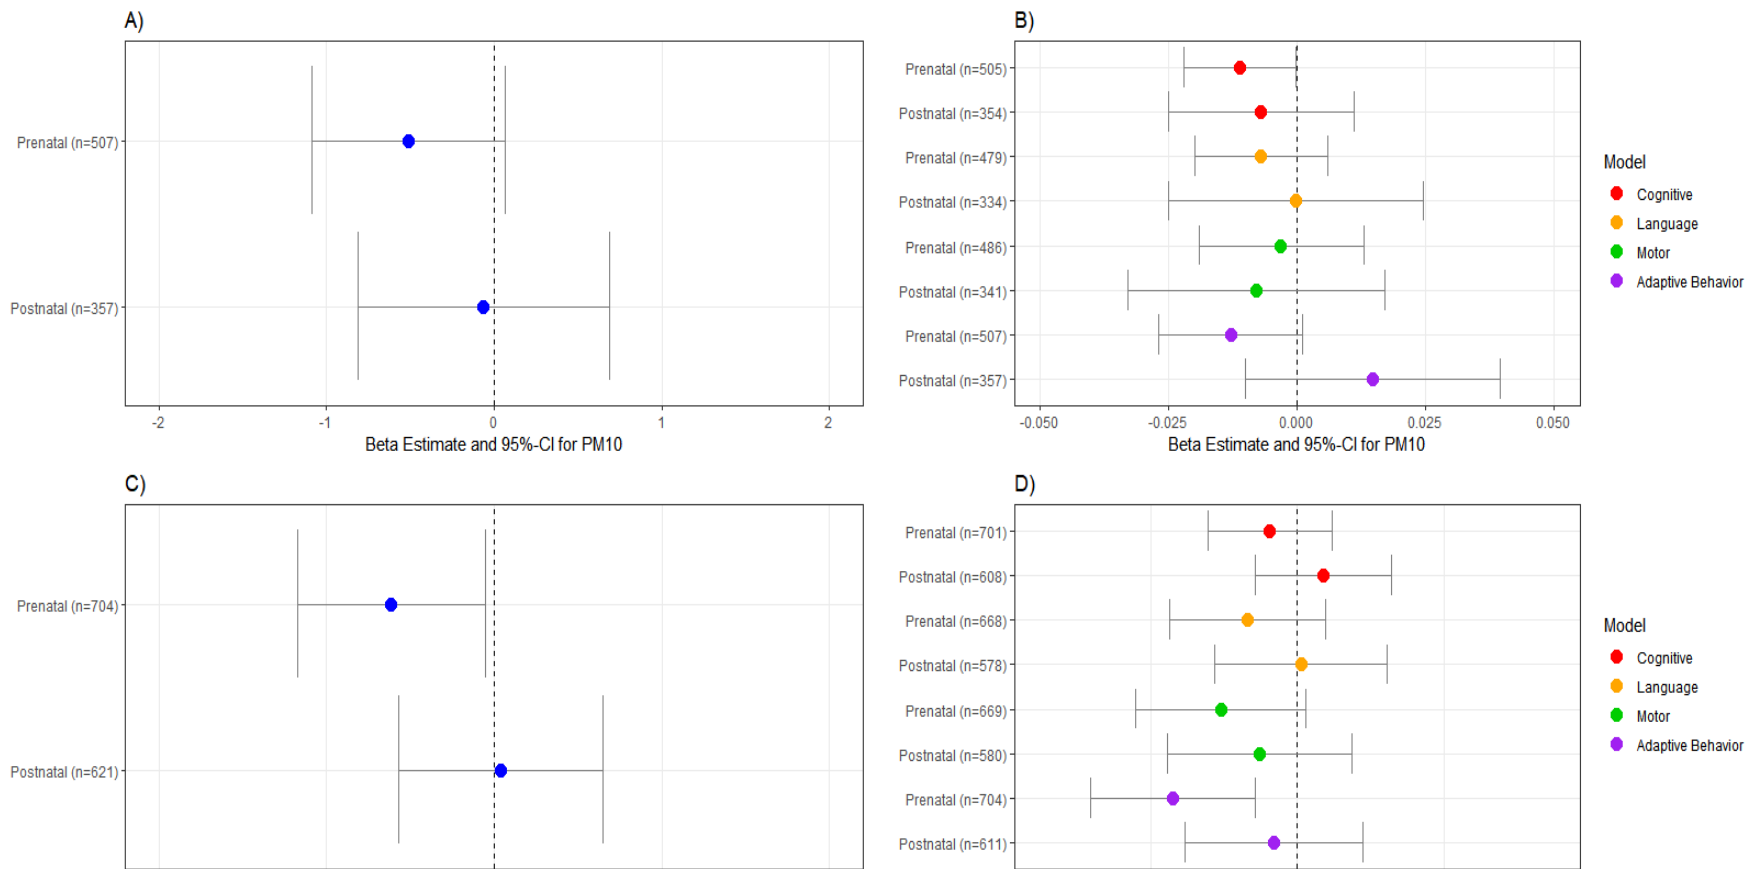 A)
Prenatal (n=507)
Postnatal (n=357)
-2
-1
0
1
2
Beta Estimate and 95%-CI for PM10
B)
Prenatal (n=505)
Postnatal (n=354)
Prenatal (n=479)
Postnatal (n=334)
Prenatal (n=486)
Postnatal (n=341)
Prenatal (n=507)
Postnatal (n=357)
-0.050
-0.025
0.000
0.025
0.050
Beta Estimate and 95%-CI for PM10
Model
Cognitive
Language
Motor
Adaptive Behavior
C)
Prenatal (n=704)
Postnatal (n=621)
D)
Prenatal (n=701)
Postnatal (n=608)
Prenatal (n=668)
Postnatal (n=578)
Prenatal (n=669)
Postnatal (n=580)
Prenatal (n=704)
Postnatal (n=611)
Model
Cognitive
Language
Motor
Adaptive Behavior